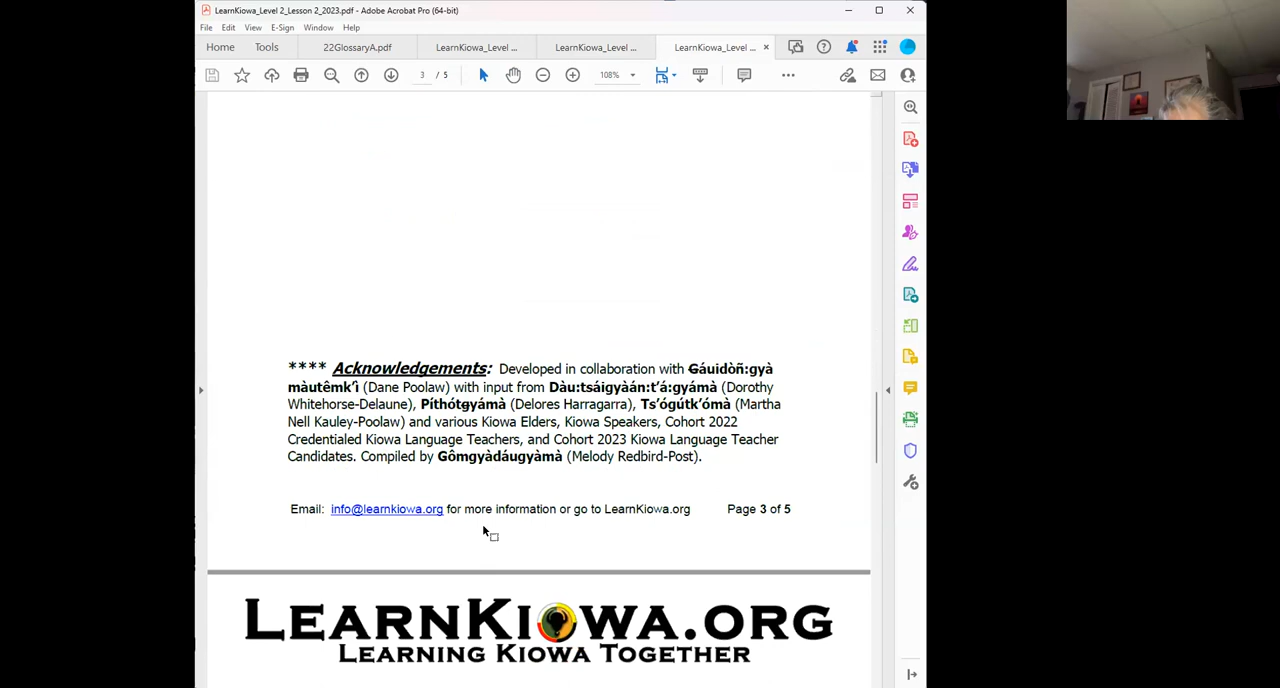 LearnKiowa_Level 2_Lesson 2_2023.pdf - Adobe Acrobat Pro (64-bit)
File Edit View E-Sign Window Help
Home Tools 22GlossaryA.pdf LearnKiowa_Level ... LearnKiowa_Level ... LearnKiowa_Level ...
3 / 5 108%
**** Acknowledgements: Developed in collaboration with Ǥáuidòñ:gyà
màutêmk’ì (Dane Poolaw) with input from Dàu:tsáigyàán:t’á:gyámà (Dorothy
Whitehorse-Delaune), Píthótgyámà (Delores Harragarra), Ts’ógútk’ómà (Martha
Nell Kauley-Poolaw) and various Kiowa Elders, Kiowa Speakers, Cohort 2022
Credentialed Kiowa Language Teachers, and Cohort 2023 Kiowa Language Teacher
Candidates. Compiled by Gômgyàdáugyàmà (Melody Redbird-Post).
Email: info@learnkiowa.org for more information or go to LearnKiowa.org Page 3 of 5
LEARNKIOWA.ORG
LEARNING KIOWA TOGETHER